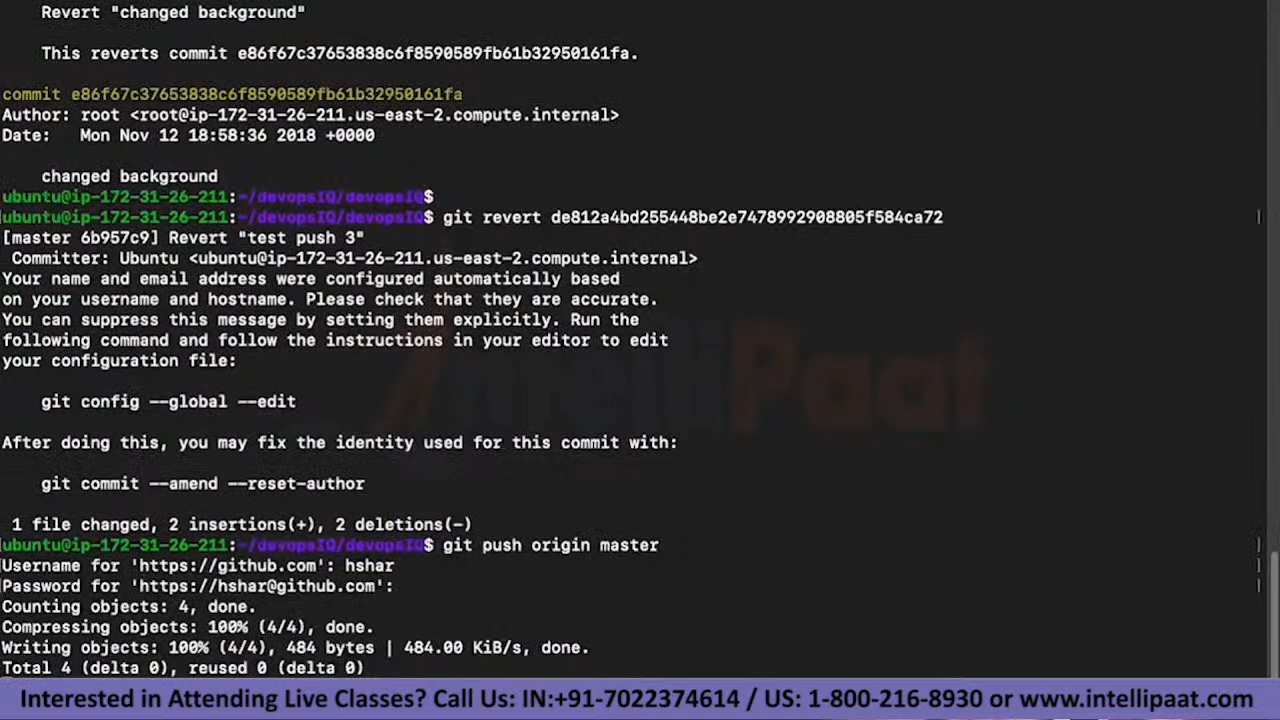 Revert "changed background"
This reverts commit e86f67c37653838c6f8590589fb61b32950161fa.
commit e86f67c37653838c6f8590589fb61b32950161fa
Author: root <root@ip-172-31-26-211.us-east-2.compute.internal>
Date:   Mon Nov 12 18:58:36 2018 +0000
changed background
ubuntu@ip-172-31-26-211:~/devopsIQ/devopsIQ$
ubuntu@ip-172-31-26-211:~/devopsIQ/devopsIQ$ git revert de812a4bd255448be2e7478992908805f584ca72
[master 6b957c9] Revert "test push 3"
Committer: Ubuntu <ubuntu@ip-172-31-26-211.us-east-2.compute.internal>
Your name and email address were configured automatically based
on your username and hostname. Please check that they are accurate.
You can suppress this message by setting them explicitly. Run the
following command and follow the instructions in your editor to edit
your configuration file:
git config --global --edit
After doing this, you may fix the identity used for this commit with:
git commit --amend --reset-author
1 file changed, 2 insertions(+), 2 deletions(-)
ubuntu@ip-172-31-26-211:~/devopsIQ/devopsIQ$ git push origin master
Username for 'https://github.com': hshar
Password for 'https://hshar@github.com':
Counting objects: 4, done.
Compressing objects: 100% (4/4), done.
Writing objects: 100% (4/4), 484 bytes | 484.00 KiB/s, done.
Total 4 (delta 0), reused 0 (delta 0)
IntelliPaat
Interested in Attending Live Classes? Call Us: IN:+91-7022374614 / US: 1-800-216-8930 or www.intellipaat.com